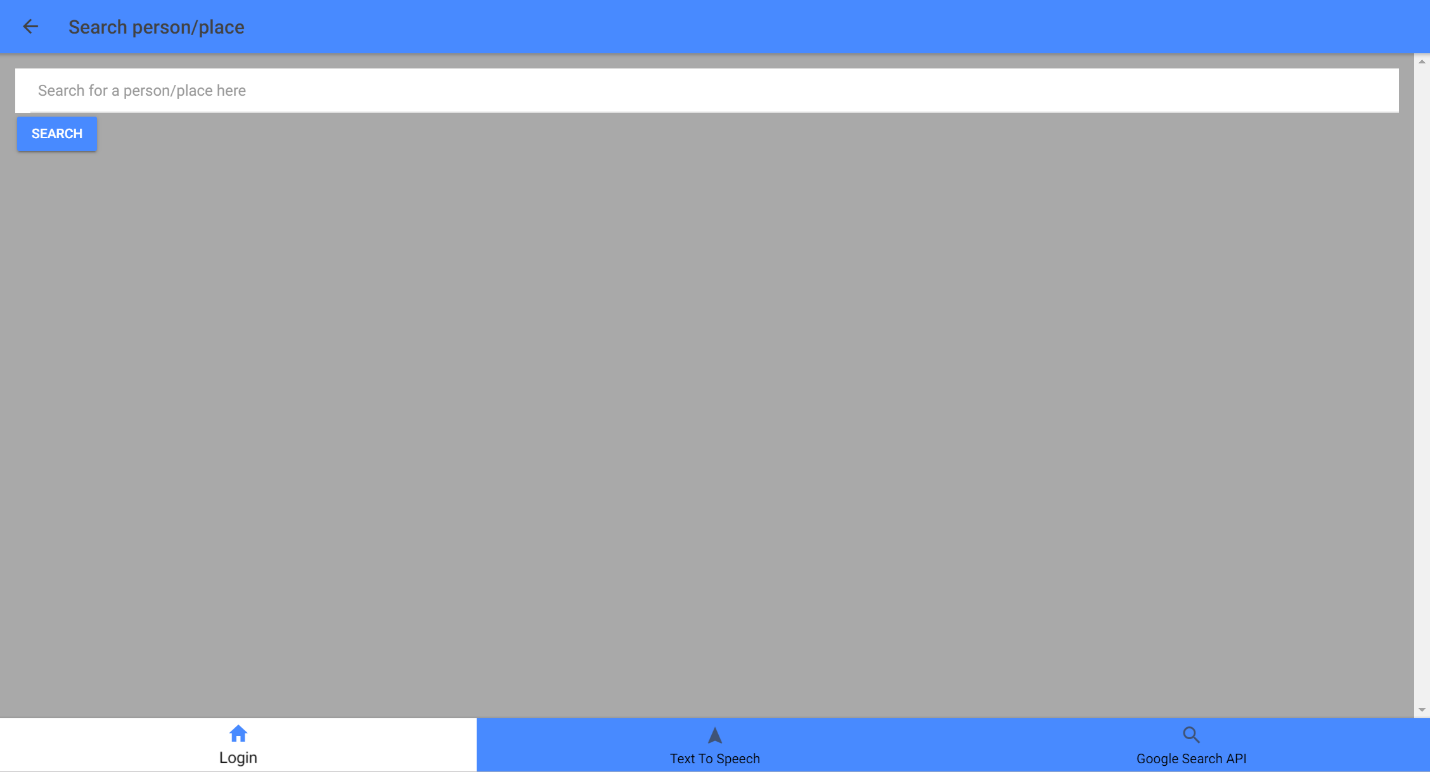 Search person/place
Search for a person/place here
SEARCH
Login
Text To Speech
Google Search API